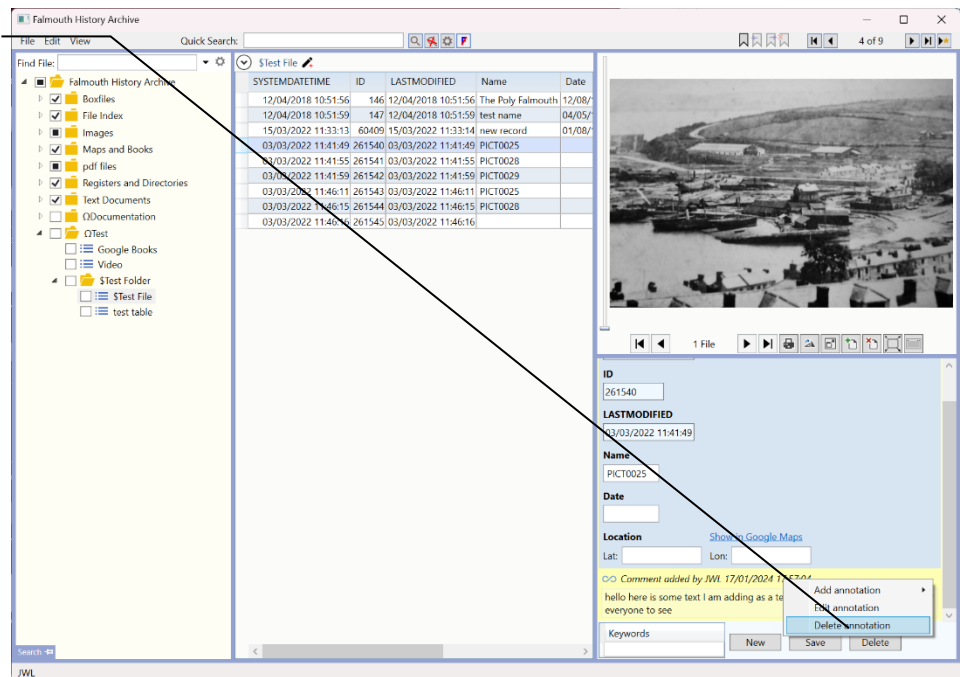 Falmouth History Archive
File Edit View Quick Search:
4 of 9
Find File:
Falmouth History Archive
Boxfiles
File Index
Images
Maps and Books
pdf files
Registers and Directories
Text Documents
ΩDocumentation
ΩTest
Google Books
Video
$Test Folder
$Test File
test table
Search
JWL
$Test File
SYSTEMDATETIME ID LASTMODIFIED Name Date
12/04/2018 10:51:56 146 12/04/2018 10:51:56 The Poly Falmouth 12/08/
12/04/2018 10:51:59 147 12/04/2018 10:51:59 test name 04/05/
15/03/2022 11:33:13 60409 15/03/2022 11:33:14 new record 01/08/
03/03/2022 11:41:49 261540 03/03/2022 11:41:49 PICT0025
03/03/2022 11:41:55 261541 03/03/2022 11:41:55 PICT0028
03/03/2022 11:41:59 261542 03/03/2022 11:41:59 PICT0029
03/03/2022 11:46:11 261543 03/03/2022 11:46:11 PICT0025
03/03/2022 11:46:15 261544 03/03/2022 11:46:15 PICT0028
03/03/2022 11:46:16 261545 03/03/2022 11:46:16
1 File
ID
261540
LASTMODIFIED
03/03/2022 11:41:49
Name
PICT0025
Date
Location Show in Google Maps
Lat: Lon:
Comment added by JWL 17/01/2024
hello here is some text I am adding as a te
everyone to see
Add annotation
Edit annotation
Delete annotation
Keywords
New Save Delete